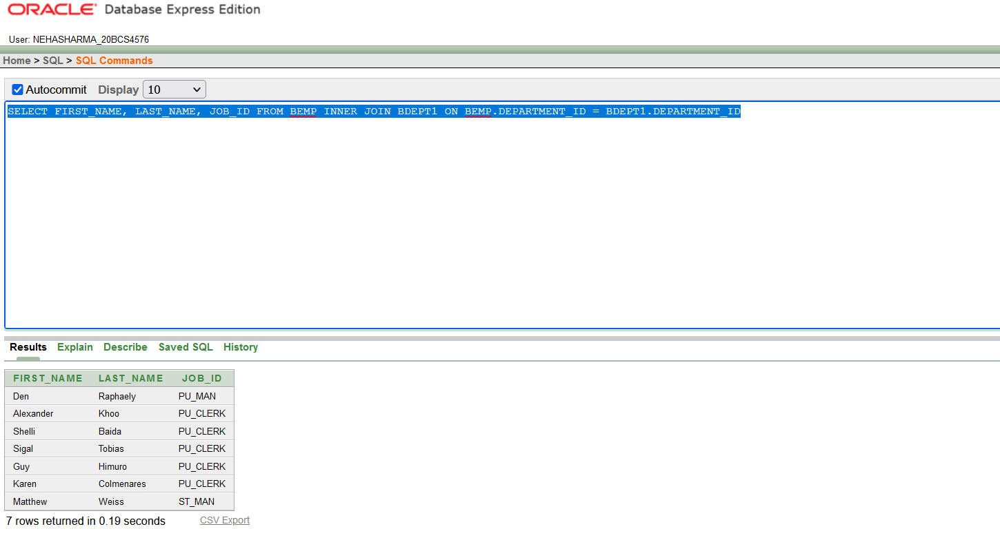 ORACLE Database Express Edition
User: NEHASHARMA_20BCS4576
Home > SQL > SQL Commands
Autocommit Display 10
SELECT FIRST_NAME, LAST_NAME, JOB_ID FROM BEMP INNER JOIN BDEPT1 ON BEMP.DEPARTMENT_ID = BDEPT1.DEPARTMENT_ID
Results Explain Describe Saved SQL History
FIRST_NAME LAST_NAME JOB_ID
Den Raphaely PU_MAN
Alexander Khoo PU_CLERK
Shelli Baida PU_CLERK
Sigal Tobias PU_CLERK
Guy Himuro PU_CLERK
Karen Colmenares PU_CLERK
Matthew Weiss ST_MAN
7 rows returned in 0.19 seconds CSV Export